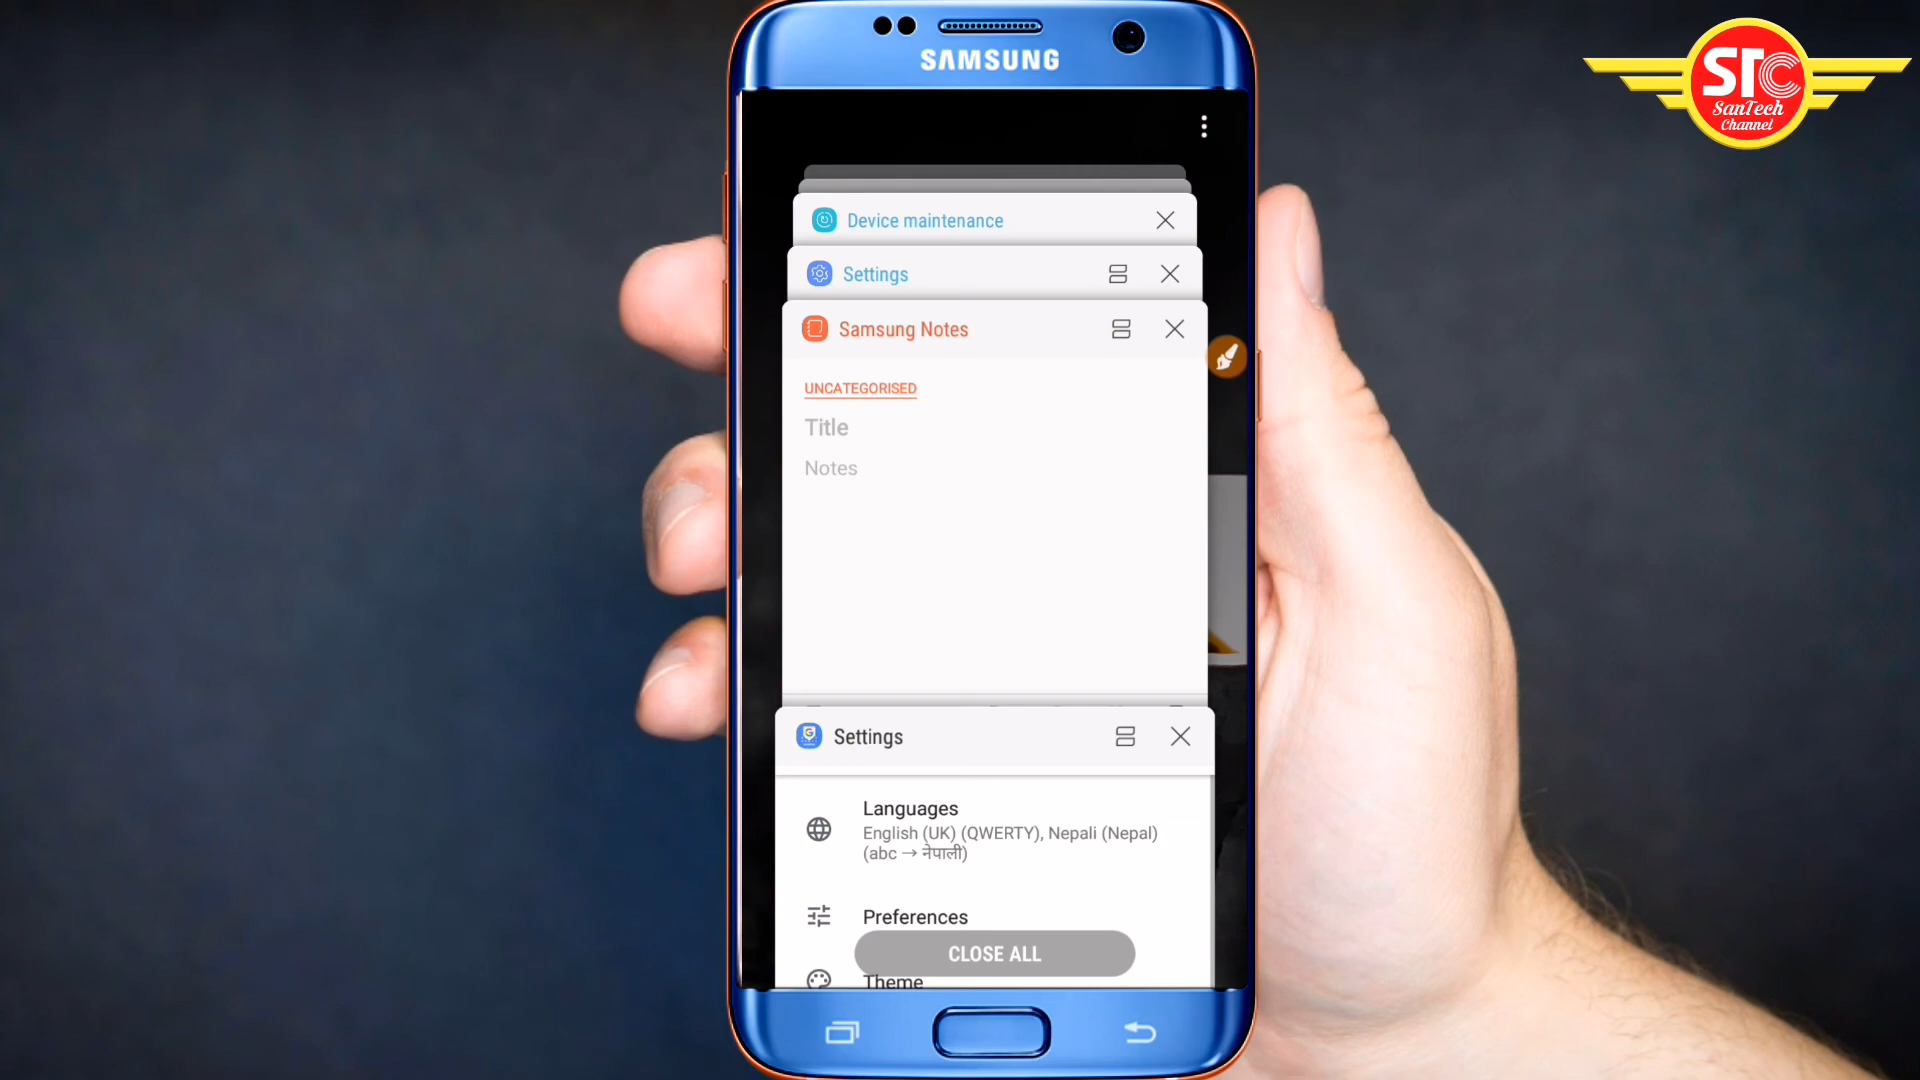 SAMSUNG
STC
SanTech
Channel
Device maintenance
Settings
Samsung Notes
UNCATEGORISED
Title
Notes
Settings
Languages
English (UK) (QWERTY), Nepali (Nepal)
(abc → नेपाली)
Preferences
CLOSE ALL
Theme